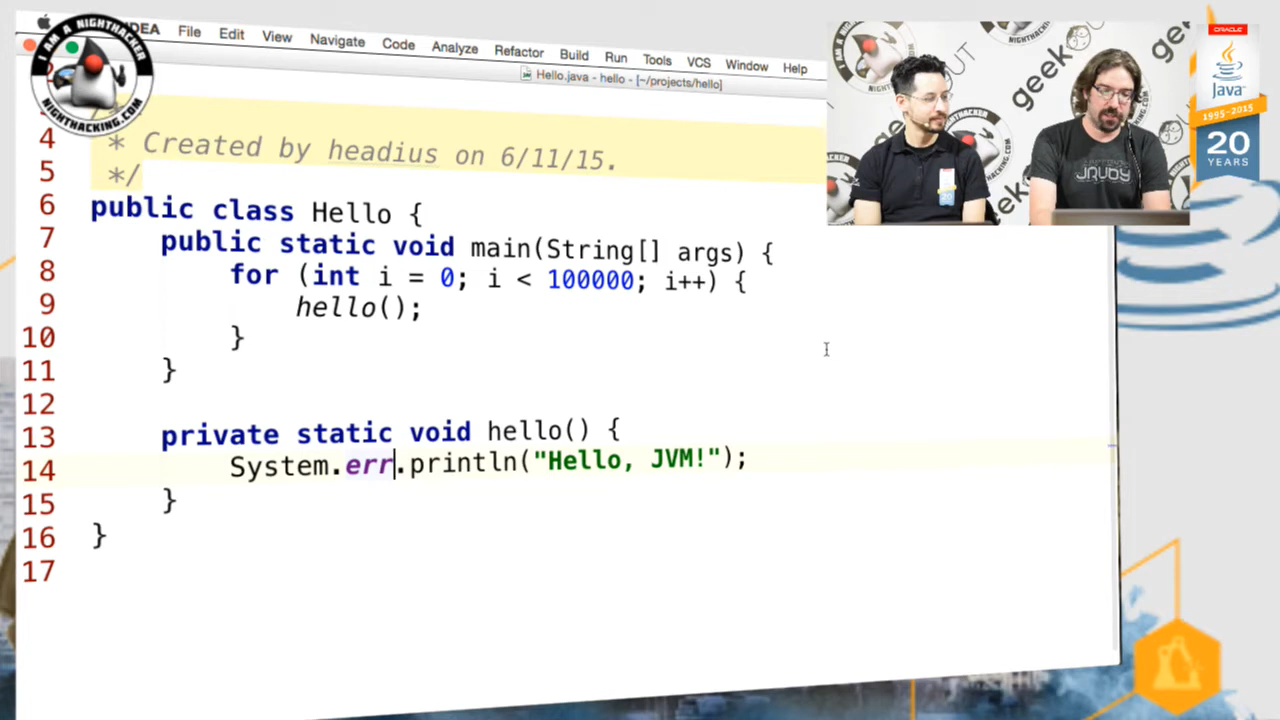 IDEA File Edit View Navigate Code Analyze Refactor Build Run Tools VCS Window Help
Hello.java - hello - [~/projects/hello]
I AM A NIGHTHACKER
NIGHTHACKING.COM
4 * Created by headius on 6/11/15.
5 */
6 public class Hello {
7 public static void main(String[] args) {
8 for (int i = 0; i < 100000; i++) {
9 hello();
10 }
11 }
12
13 private static void hello() {
14 System.err.println("Hello, JVM!");
15 }
16 }
17
geek
OUT
geek
JRUBY
20
ORACLE
Java
1995-2015
20
YEARS